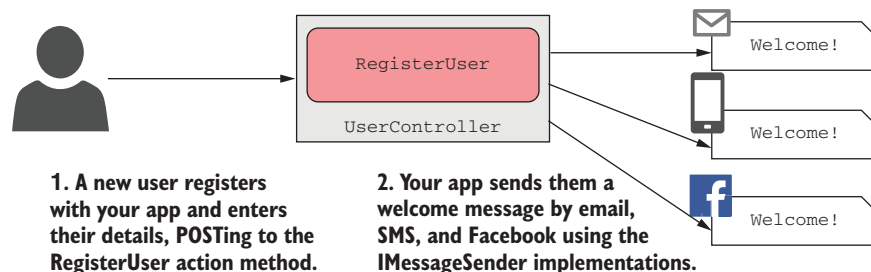 Welcome!
RegisterUser
Welcome!
UserController
Welcome!
1. A new user registers
with your app and enters
their details, POSTing to the
RegisterUser action method.
2. Your app sends them a
welcome message by email,
SMS, and Facebook using the
IMessageSender implementations.